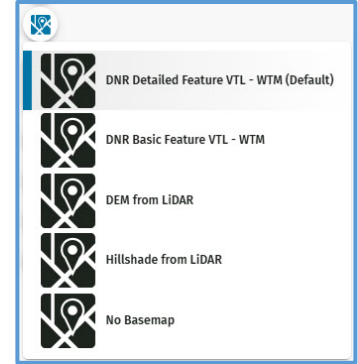 DNR Detailed Feature VTL - WTM (Default)
DNR Basic Feature VTL - WTM
DEM from LiDAR
Hillshade from LiDAR
No Basemap